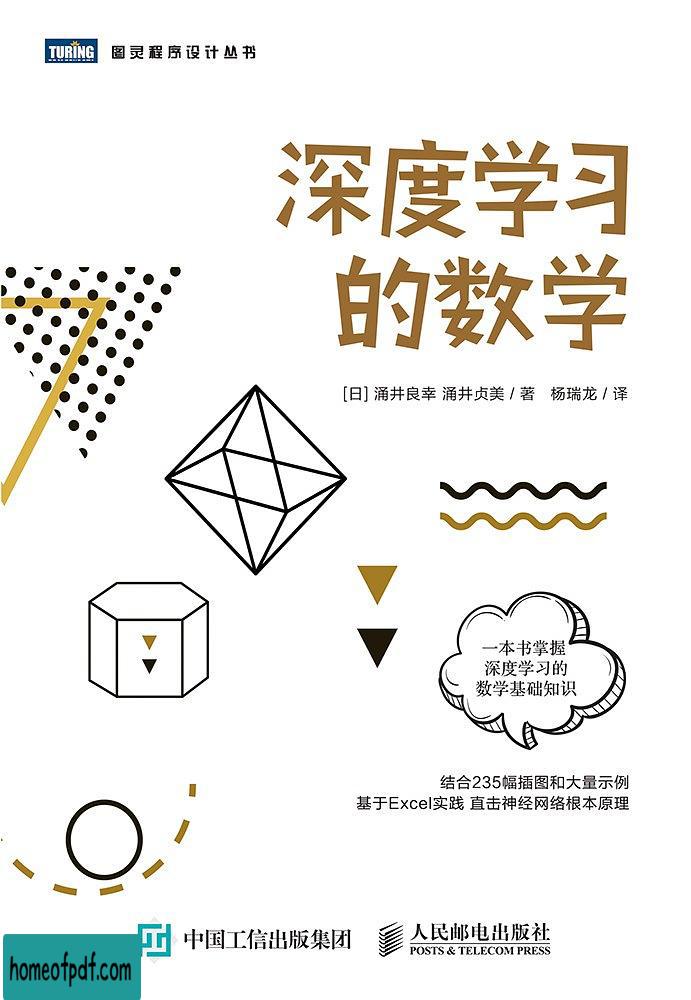 TURING 图灵程序设计丛书
深度学习
的数学
[日] 涌井良幸 涌井贞美 / 著 杨瑞龙 / 译
一本书掌握
深度学习的
数学基础知识
结合235幅插图和大量示例
基于Excel实践 直击神经网络根本原理
中国工信出版集团
人民邮电出版社
POSTS & TELECOM PRESS
homeofpdf.com